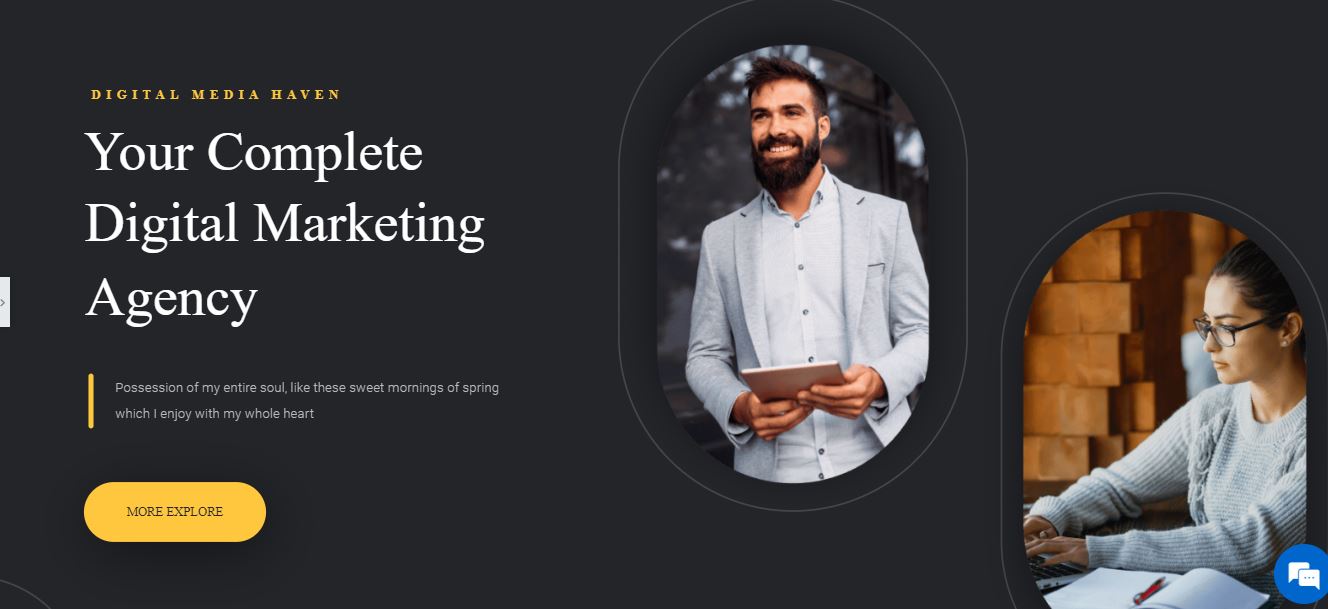 DIGITAL MEDIA HAVEN
Your Complete
Digital Marketing
Agency
Possession of my entire soul, like these sweet mornings of spring
which I enjoy with my whole heart
MORE EXPLORE